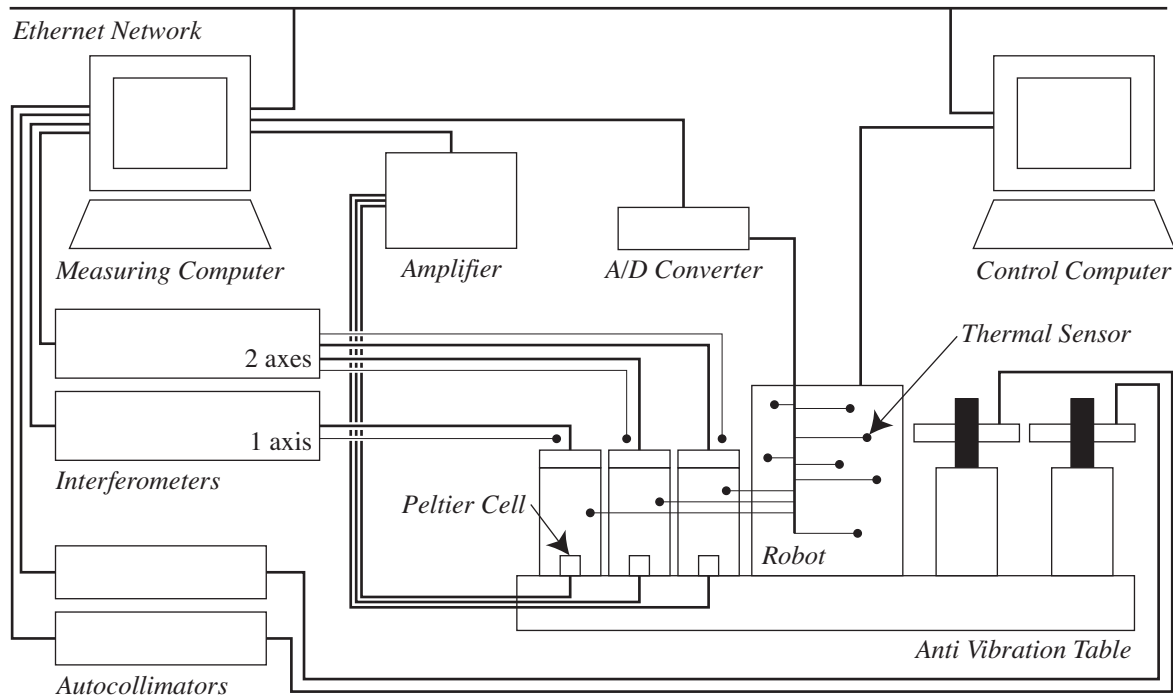 Ethernet Network
Measuring Computer
Amplifier
A/D Converter
Control Computer
Thermal Sensor
2 axes
1 axis
Interferometers
Peltier Cell
Robot
Anti Vibration Table
Autocollimators